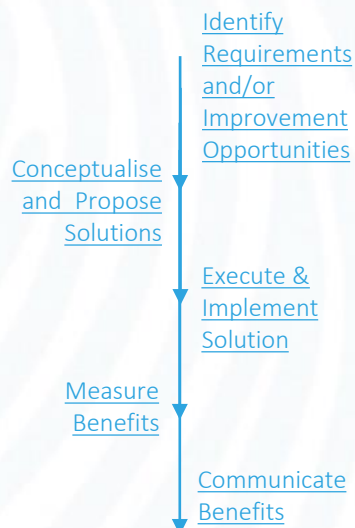 Identify
Requirements
and/or
Improvement
Opportunities
Conceptualise
and Propose
Solutions
Execute &
Implement
Solution
Measure
Benefits
Communicate
Benefits